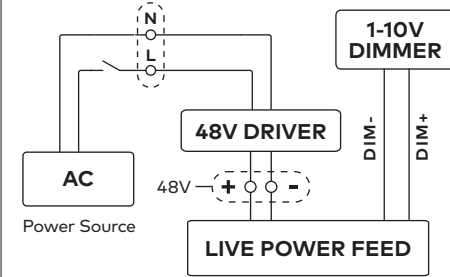 N
L
1-10V
DIMMER
48V DRIVER
DIM-
DIM+
AC
48V
+
-
Power Source
LIVE POWER FEED